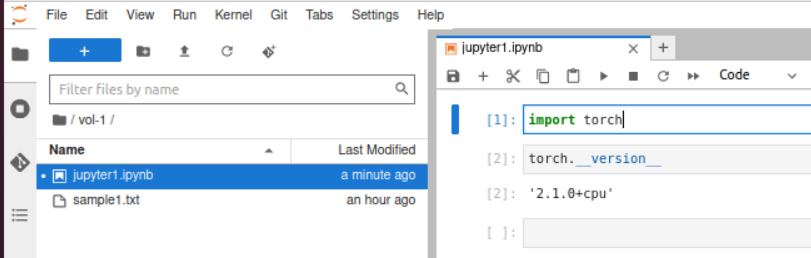 File Edit View Run Kernel Git Tabs Settings Help
+
Filter files by name
/ vol-1 /
Name Last Modified
jupyter1.ipynb a minute ago
sample1.txt an hour ago
jupyter1.ipynb × +
+ Code
[1]: import torch
[2]: torch.__version__
[2]: '2.1.0+cpu'
[ ]: